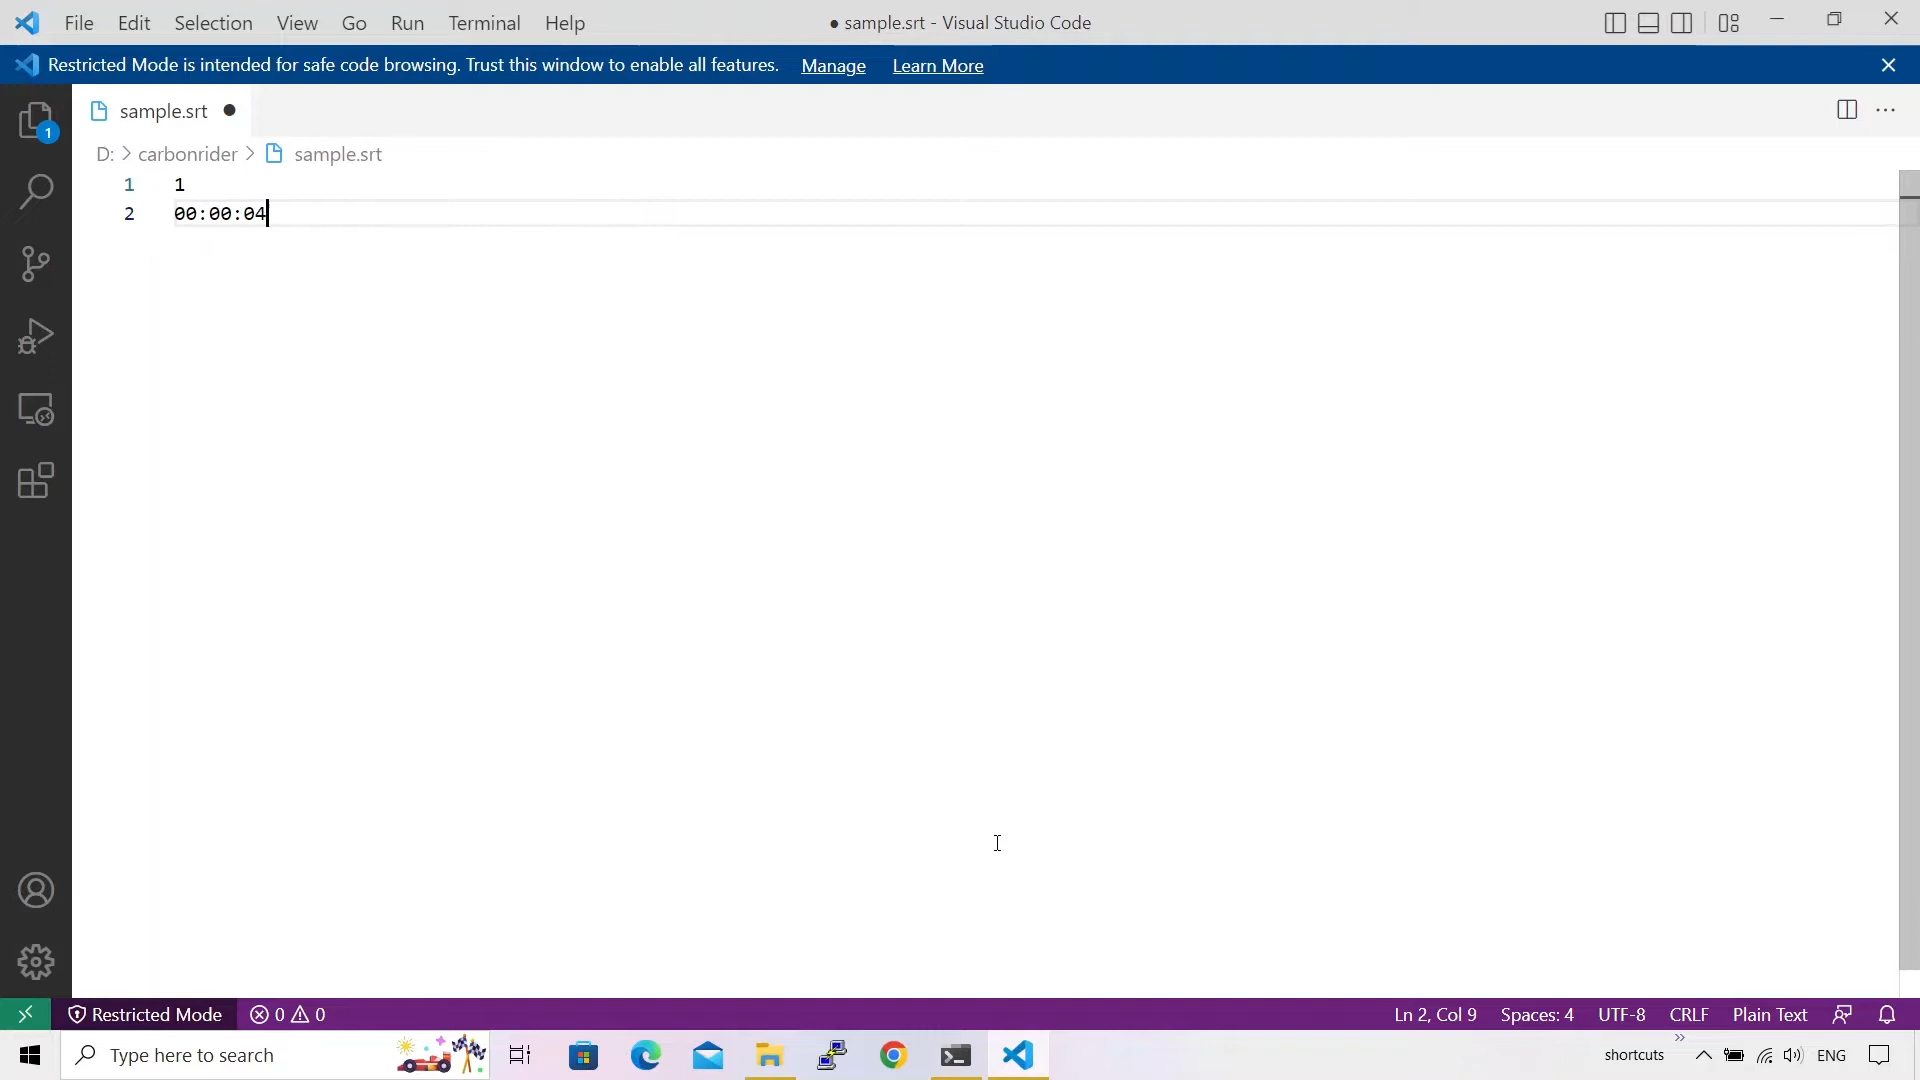 File Edit Selection View Go Run Terminal Help ● sample.srt - Visual Studio Code
Restricted Mode is intended for safe code browsing. Trust this window to enable all features. Manage Learn More
sample.srt
1
D: > carbonrider > sample.srt
1 1
2 00:00:04
Restricted Mode 0 0 Ln 2, Col 9 Spaces: 4 UTF-8 CRLF Plain Text
Type here to search shortcuts » ENG